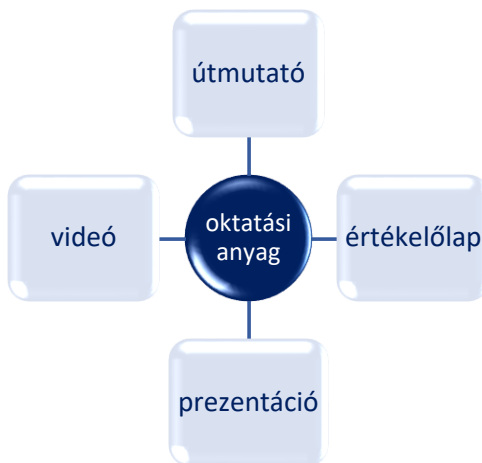 útmutató
videó
oktatási
anyag
értékelőlap
prezentáció